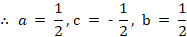 ∴ a = 1/2, c = - 1/2, b = 1/2